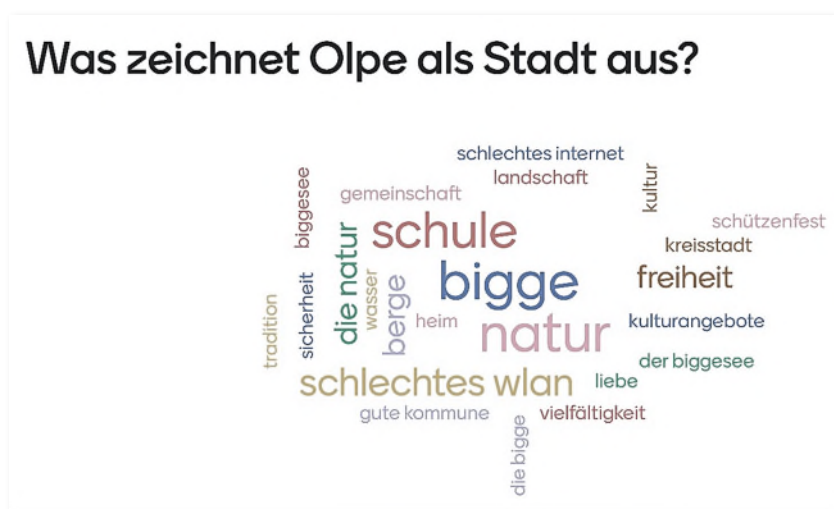 Was zeichnet Olpe als Stadt aus?
schlechtes internet
landschaft
kultur
biggesee
gemeinschaft
schützenfest
schule
kreisstadt
die natur
bigge
freiheit
wasser
berge
sicherheit
tradition
heim
natur
kulturangebote
der biggesee
schlechtes wlan
liebe
gute kommune
vielfältigkeit
die bigge